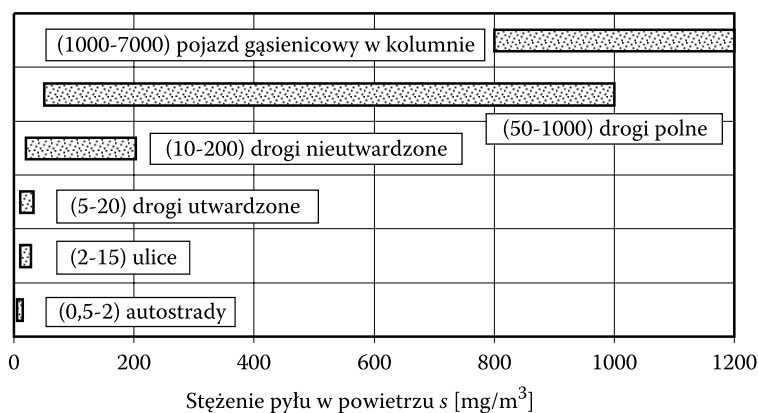 (1000-7000) pojazd gąsienicowy w kolumnie
(50-1000) drogi polne
(10-200) drogi nieutwardzone
(5-20) drogi utwardzone
(2-15) ulice
(0,5-2) autostrady
0 200 400 600 800 1000 1200
Stężenie pyłu w powietrzu s [mg/m³]